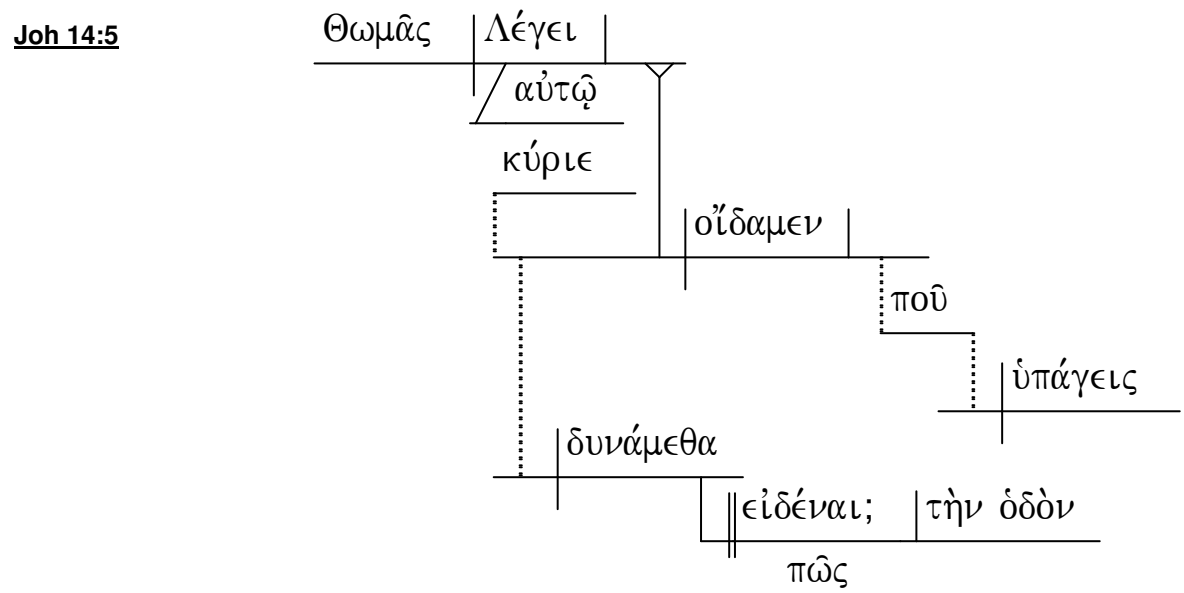 Joh 14:5
Θωμᾶς Λέγει
αὐτῷ
κύριε
οἴδαμεν
ποῦ
ὑπάγεις
δυνάμεθα
εἰδέναι; τὴν ὁδὸν
πῶς